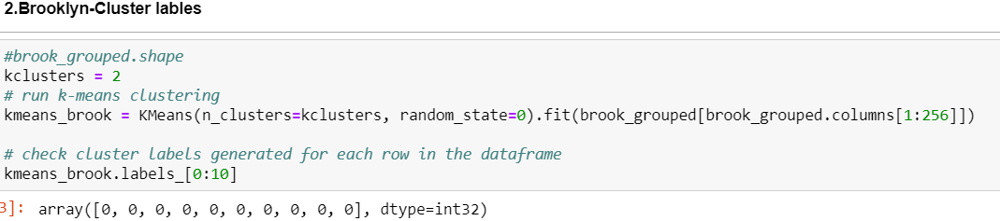 2.Brooklyn-Cluster lables
#brook_grouped.shape
kclusters = 2
# run k-means clustering
kmeans_brook = KMeans(n_clusters=kclusters, random_state=0).fit(brook_grouped[brook_grouped.columns[1:256]])
# check cluster labels generated for each row in the dataframe
kmeans_brook.labels_[0:10]
3]: array([0, 0, 0, 0, 0, 0, 0, 0, 0, 0], dtype=int32)